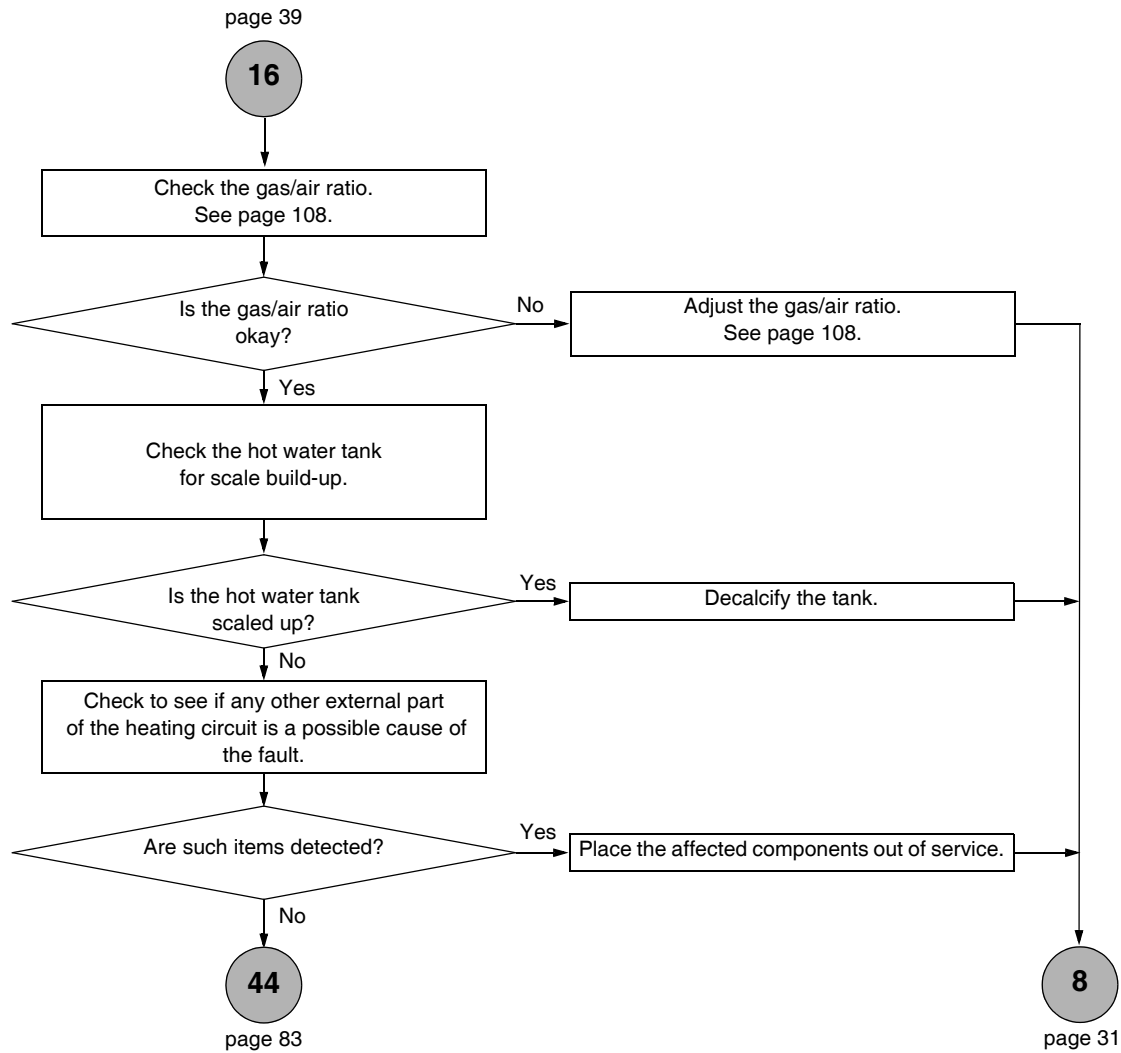 page 39
16
Check the gas/air ratio.
See page 108.
Is the gas/air ratio
okay?
No
Adjust the gas/air ratio.
See page 108.
Yes
Check the hot water tank
for scale build-up.
Is the hot water tank
scaled up?
Yes
Decalcify the tank.
No
Check to see if any other external part
of the heating circuit is a possible cause of
the fault.
Are such items detected?
Yes
Place the affected components out of service.
No
44
page 83
8
page 31